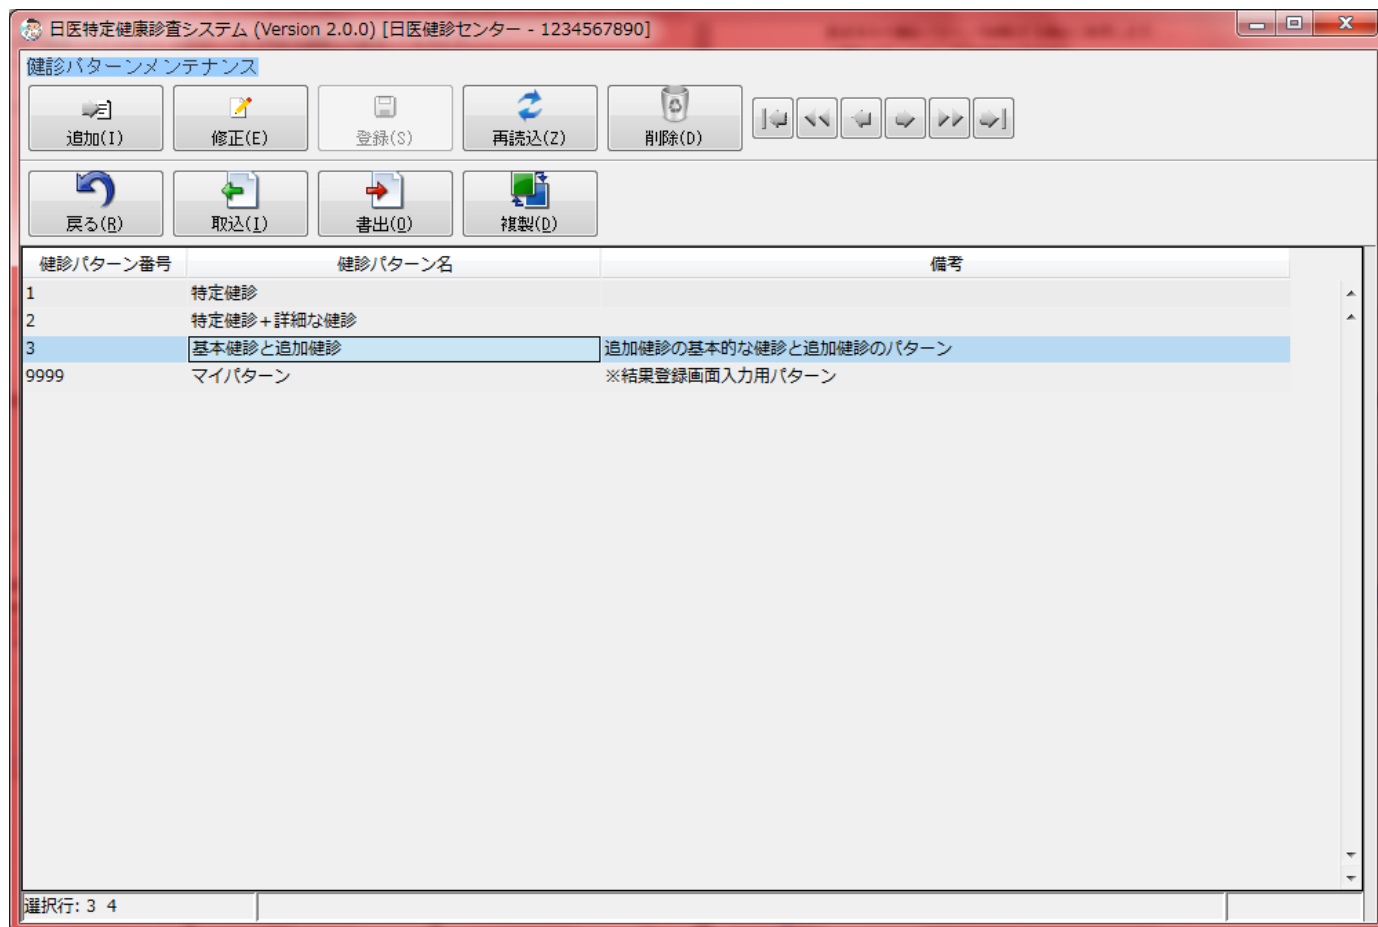 日医特定健康診査システム (Version 2.0.0) [日医健診センター - 1234567890]
健診パターンメンテナンス
追加(I) 修正(E) 登録(S) 再読込(Z) 削除(D)
戻る(R) 取込(I) 書出(O) 複製(D)
健診パターン番号 健診パターン名 備考
1 特定健診
2 特定健診＋詳細な健診
3 基本健診と追加健診 追加健診の基本的な健診と追加健診のパターン
9999 マイパターン ※結果登録画面入力用パターン
選択行: 3 4